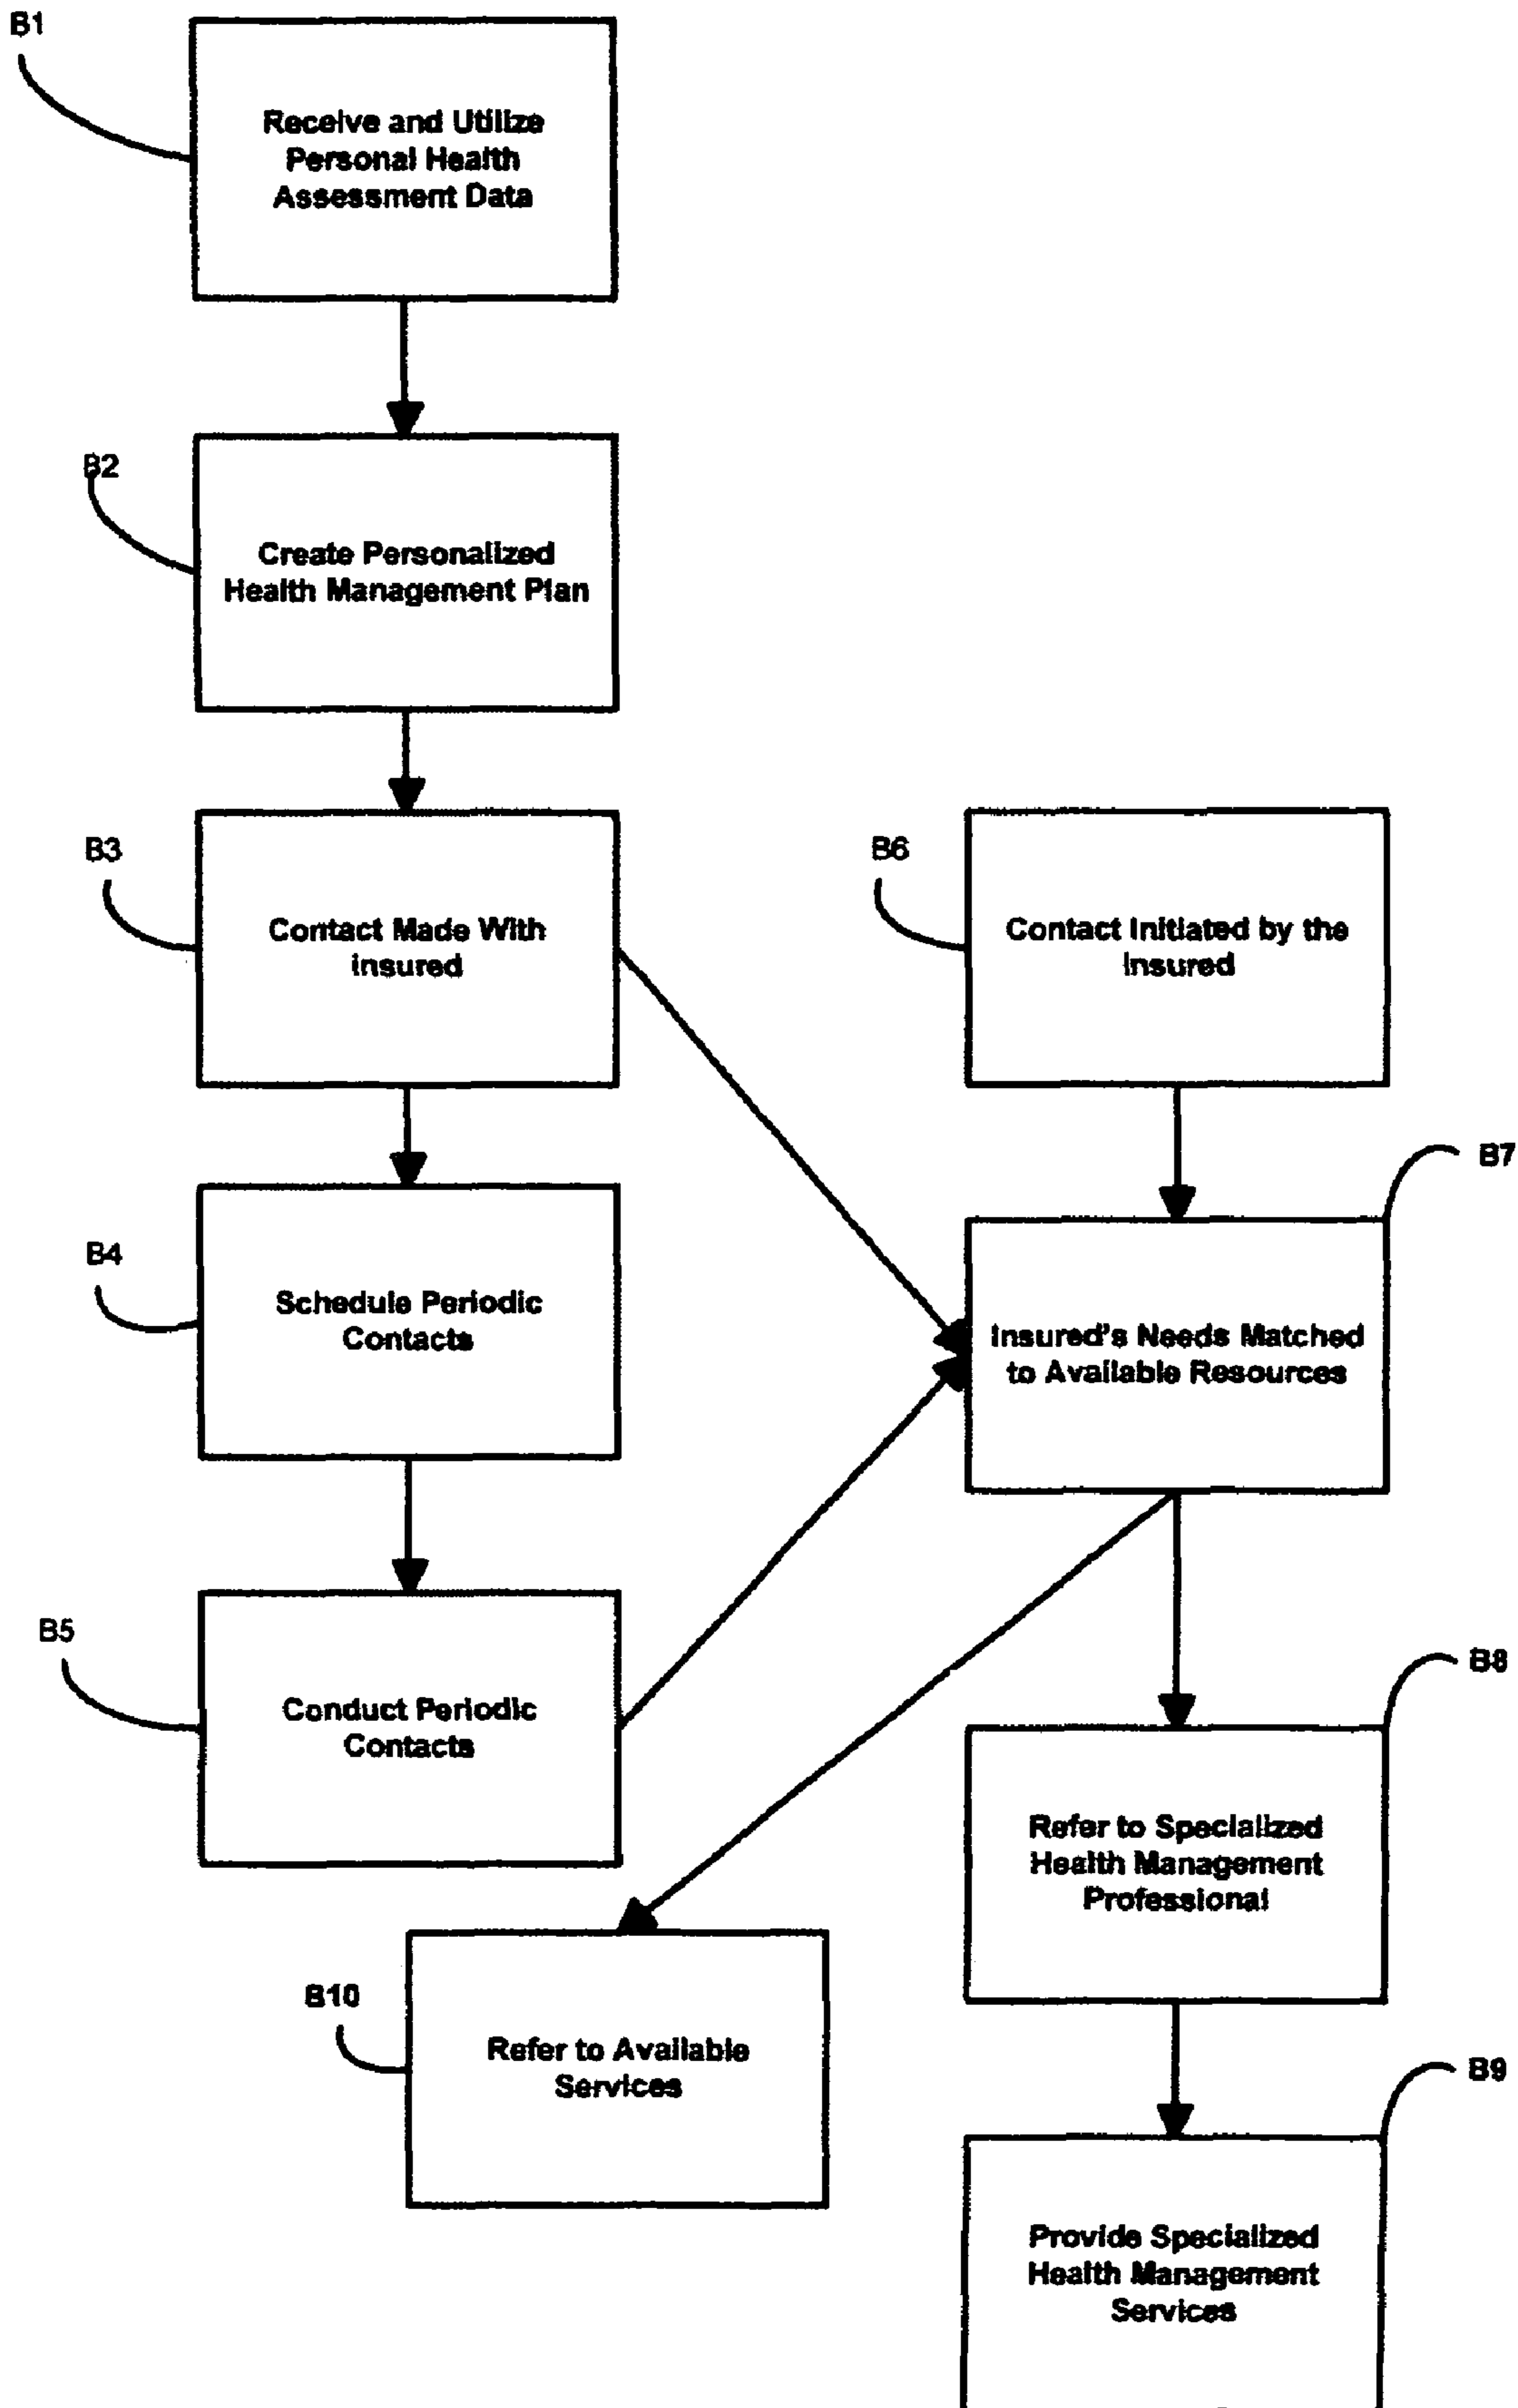 B1
Receive and Utilize
Personal Health
Assessment Data
B2
Create Personalized
Health Management Plan
B3
Contact Made With
Insured
B6
Contact Initiated by the
Insured
B7
B4
Schedule Periodic
Contacts
Insured's Needs Matched
to Available Resources
B5
Conduct Periodic
Contacts
B8
Refer to Specialized
Health Management
Professional
B10
Refer to Available
Services
B9
Provide Specialized
Health Management
Services